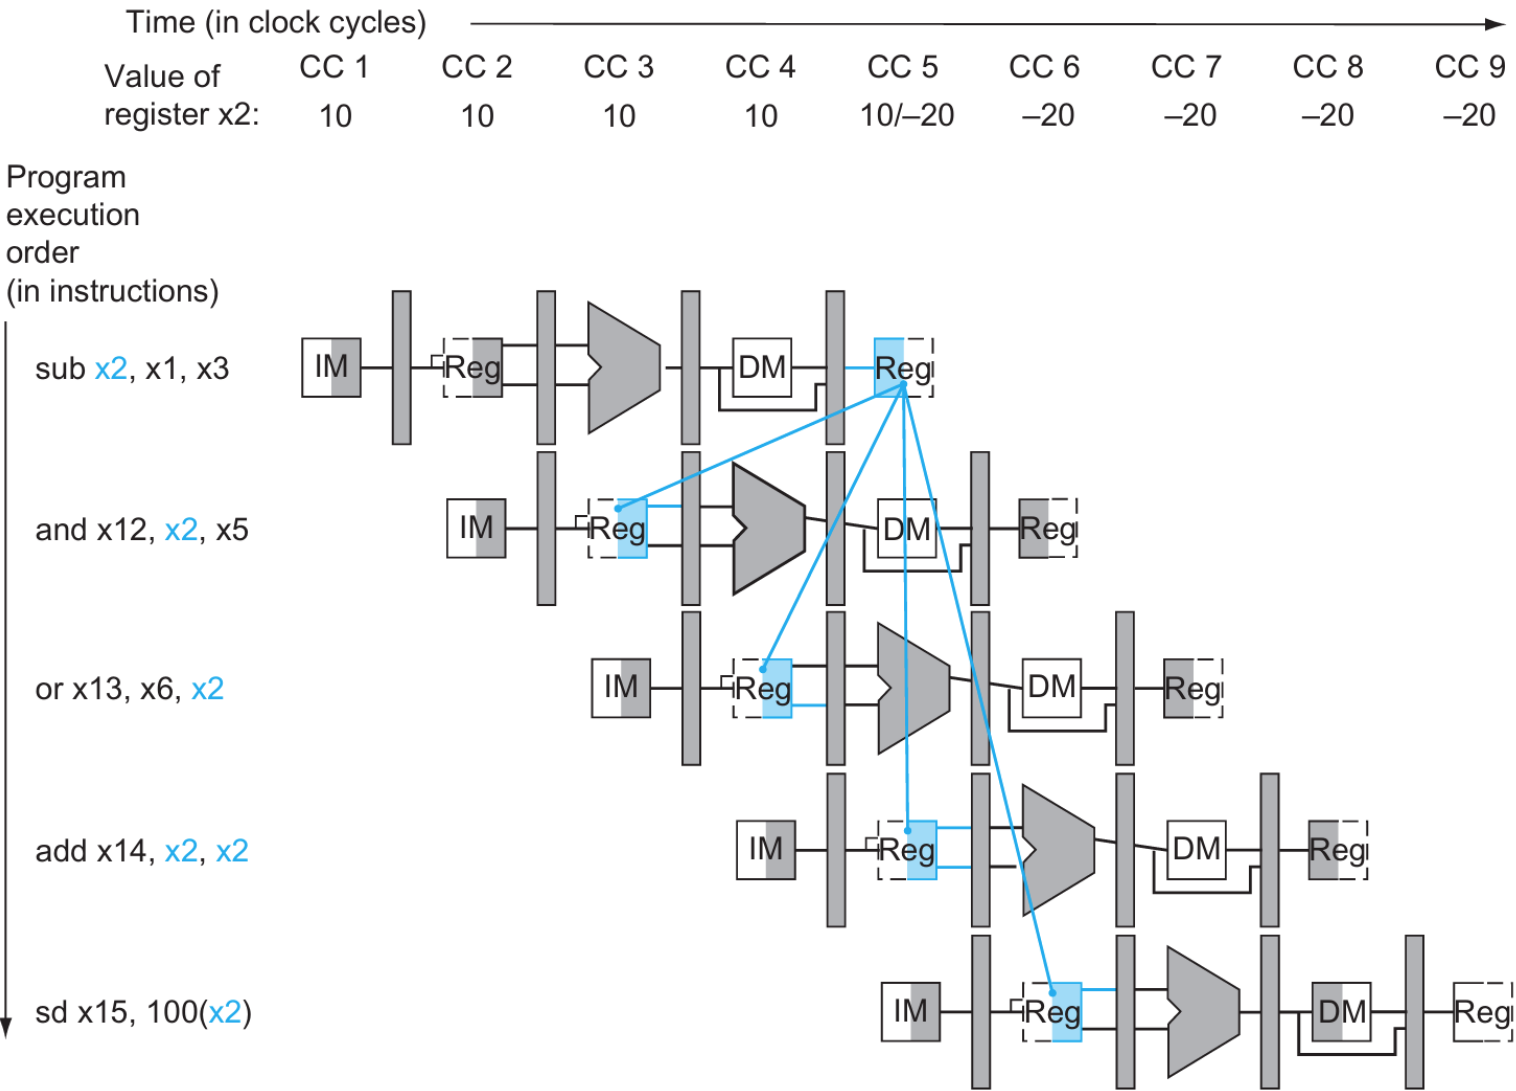 Time (in clock cycles)
Value of register x2:
CC 1 CC 2 CC 3 CC 4 CC 5 CC 6 CC 7 CC 8 CC 9
10 10 10 10 10/–20 –20 –20 –20 –20
Program
execution
order
(in instructions)
sub x2, x1, x3
IM Reg DM Reg
and x12, x2, x5
IM Reg DM Reg
or x13, x6, x2
IM Reg DM Reg
add x14, x2, x2
IM Reg DM Reg
sd x15, 100(x2)
IM Reg DM Reg